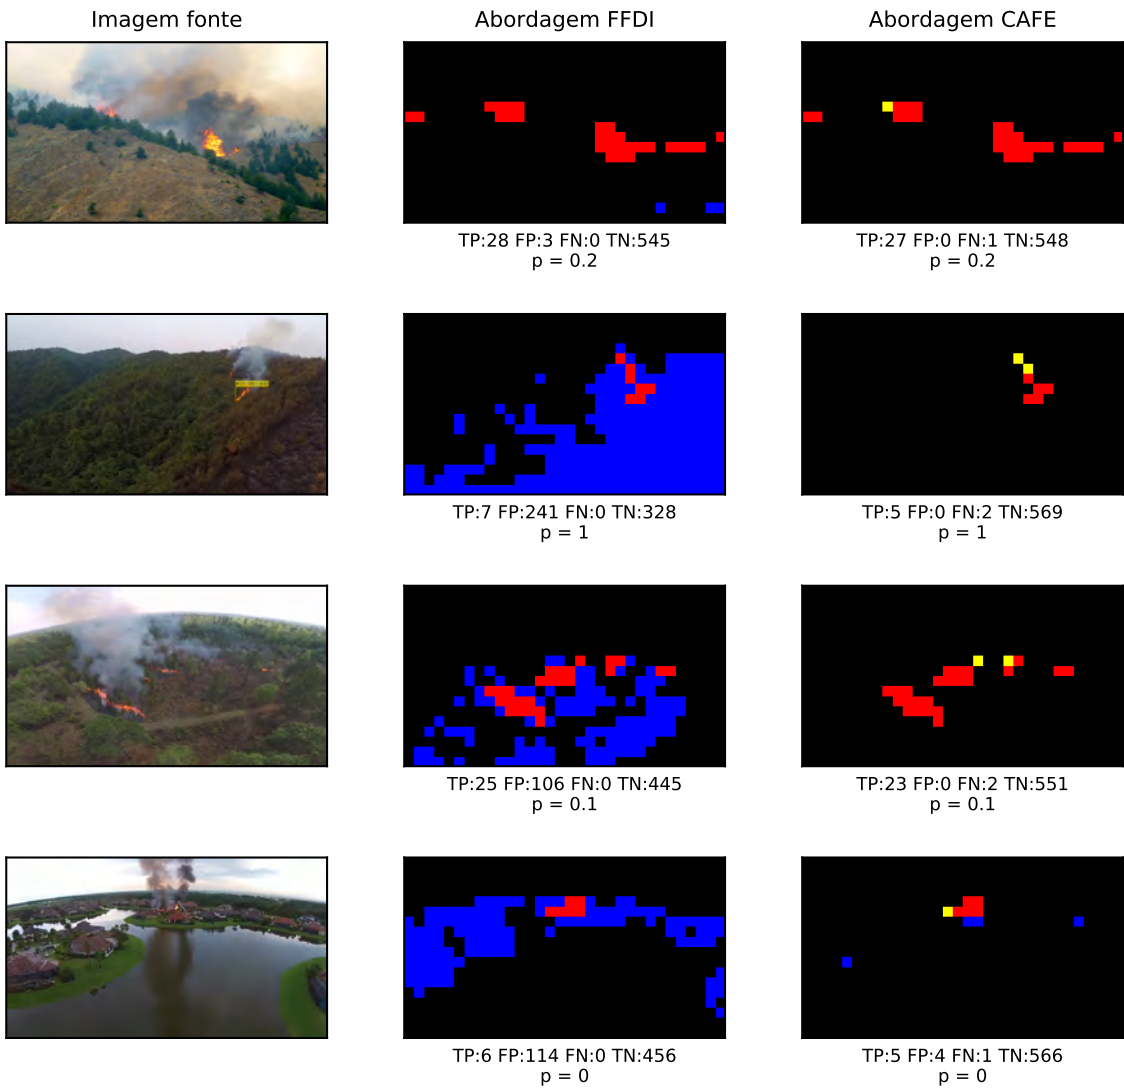 Imagem fonte
Abordagem FFDI
Abordagem CAFE
TP:28 FP:3 FN:0 TN:545
p = 0.2
TP:27 FP:0 FN:1 TN:548
p = 0.2
TP:7 FP:241 FN:0 TN:328
p = 1
TP:5 FP:0 FN:2 TN:569
p = 1
TP:25 FP:106 FN:0 TN:445
p = 0.1
TP:23 FP:0 FN:2 TN:551
p = 0.1
TP:6 FP:114 FN:0 TN:456
p = 0
TP:5 FP:4 FN:1 TN:566
p = 0